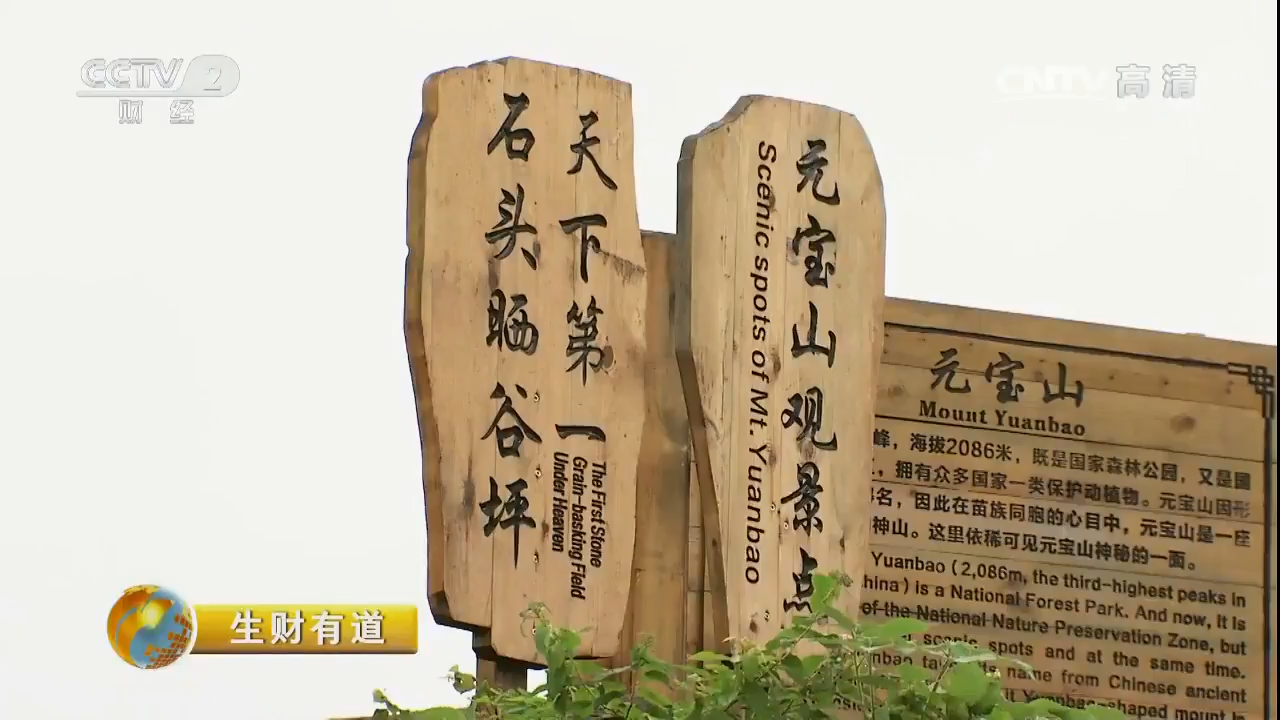 CCTV 2
财经
CNTV 高清
天下第一
石头晒谷坪
The First Stone
Grain-basking Field
Under Heaven
元宝山观景点
Scenic spots of Mt. Yuanbao
元宝山
Mount Yuanbao
峰，海拔2086米，既是国家森林公园，又是国
，拥有众多国家一类保护动植物。元宝山因形
名，因此在苗族同胞的心目中，元宝山是一座
神山。这里依稀可见元宝山神秘的一面。
Yuanbao (2,086m, the third-highest peaks in
hina) is a National Forest Park. And now, it is
of the National Nature Preservation Zone, but
scenic spots and at the same time.
name from Chinese ancient
shaped mount
生财有道